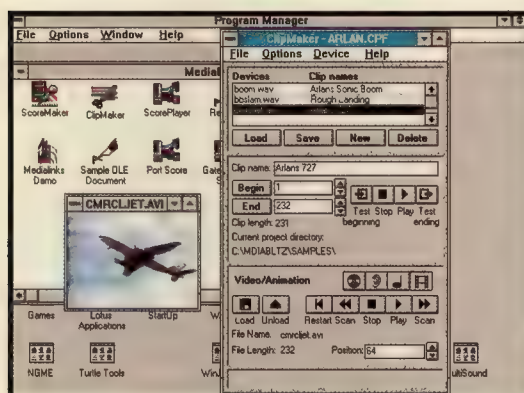 Program Manager
File Options Window Help
ClipMaker - ARLAN.CPF
File Options Device Help
Devices Clip names
boom.wav Arlans Sonic Boom
Rough Landing
Load Save New Delete
ScoreMaker
ClipMaker
ScorePlayer
Medialinks Demo
Sample OLE Document
Port Score
CMRCLJET.AVI
Clip name: Arlans 727
Begin 1
End 232
Test Stop Play Test
beginning ending
Clip length: 231
Current project directory:
C:\MDIABLTZ\SAMPLES\
Video/Animation
Load Unload Restart Scan Stop Play Scan
File Name: cmrcljet.avi
File Length: 232 Position: 64
Games
Lotus Applications
StartUp
NGME
Turtle Tools